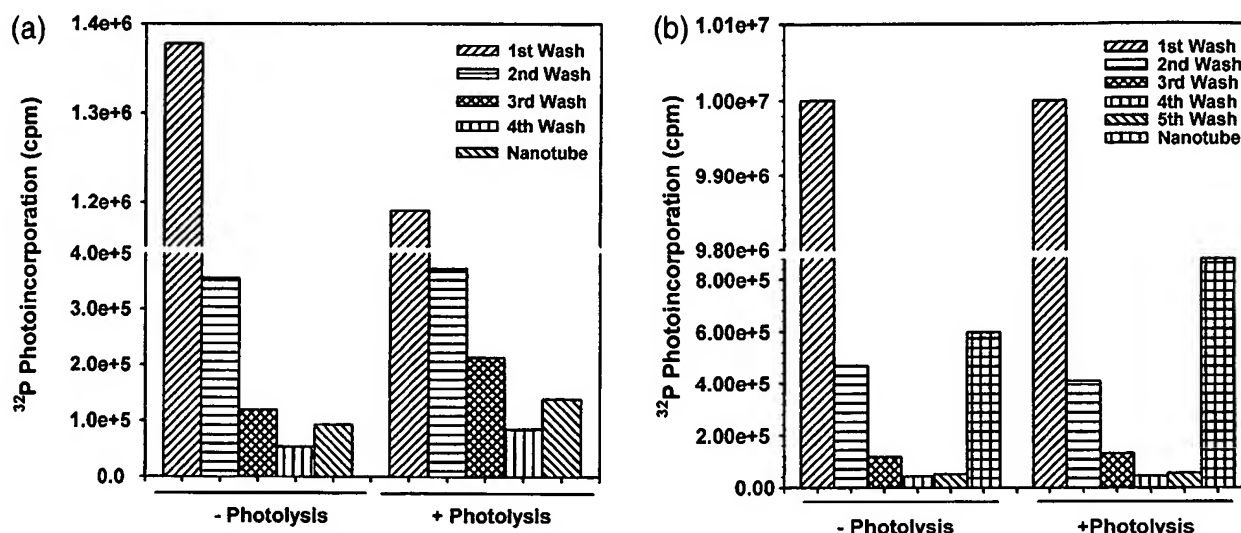 (a)
³²P Photoincorporation (cpm)
1.4e+6
1.3e+6
1.2e+6
4.0e+5
3.0e+5
2.0e+5
1.0e+5
0.0
1st Wash
2nd Wash
3rd Wash
4th Wash
Nanotube
- Photolysis
+ Photolysis
(b)
³²P Photoincorporation (cpm)
1.01e+7
1.00e+7
9.90e+6
9.80e+6
8.00e+5
6.00e+5
4.00e+5
2.00e+5
0.00
1st Wash
2nd Wash
3rd Wash
4th Wash
5th Wash
Nanotube
- Photolysis
+Photolysis